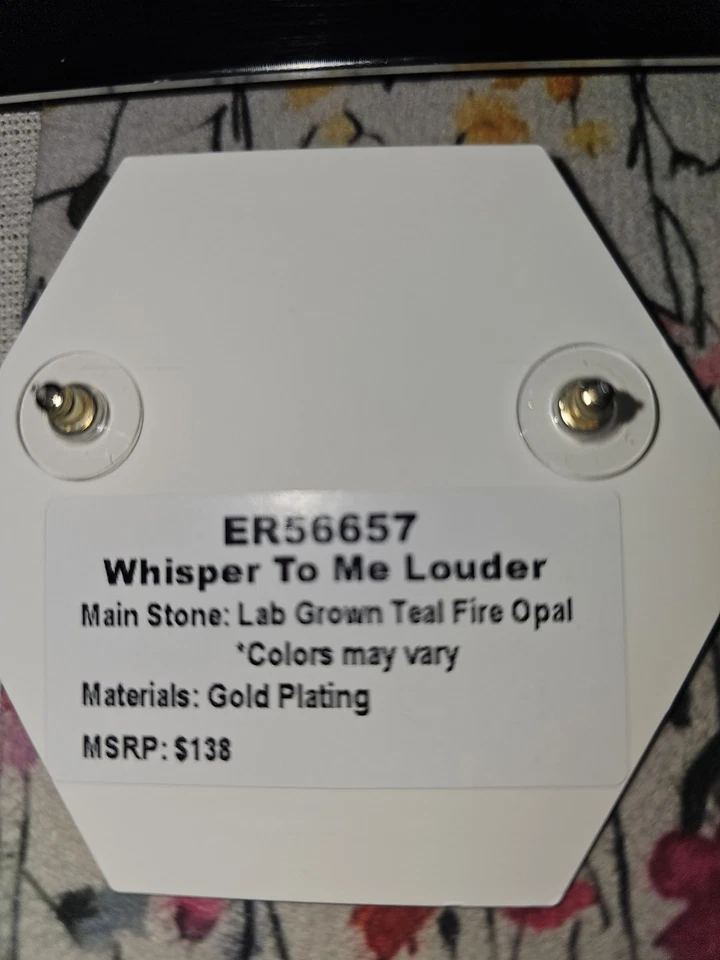 ER56657
Whisper To Me Louder
Main Stone: Lab Grown Teal Fire Opal
*Colors may vary
Materials: Gold Plating
MSRP: $138